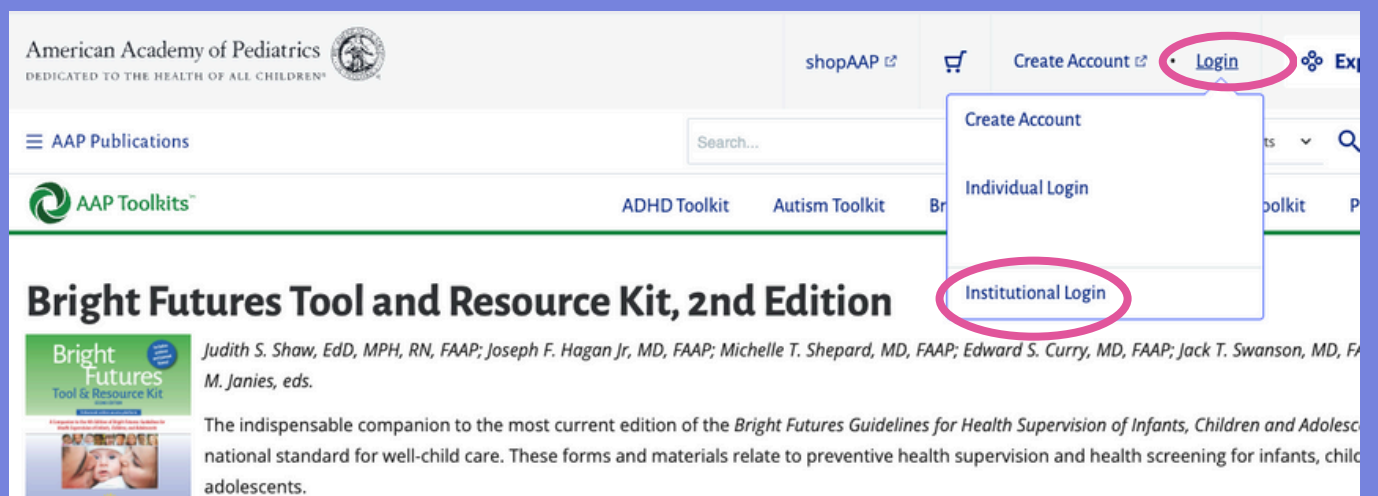 American Academy of Pediatrics
DEDICATED TO THE HEALTH OF ALL CHILDREN®
shopAAP
Create Account
• Login
AAP Publications
Search...
AAP Toolkits™
ADHD Toolkit
Autism Toolkit
Create Account
Individual Login
Institutional Login
Bright Futures Tool and Resource Kit, 2nd Edition
Bright
Futures
Tool & Resource Kit
Judith S. Shaw, EdD, MPH, RN, FAAP; Joseph F. Hagan Jr, MD, FAAP; Michelle T. Shepard, MD, FAAP; Edward S. Curry, MD, FAAP; Jack T. Swanson, MD, FA
M. Janies, eds.
The indispensable companion to the most current edition of the Bright Futures Guidelines for Health Supervision of Infants, Children and Adolesc
national standard for well-child care. These forms and materials relate to preventive health supervision and health screening for infants, chilc
adolescents.